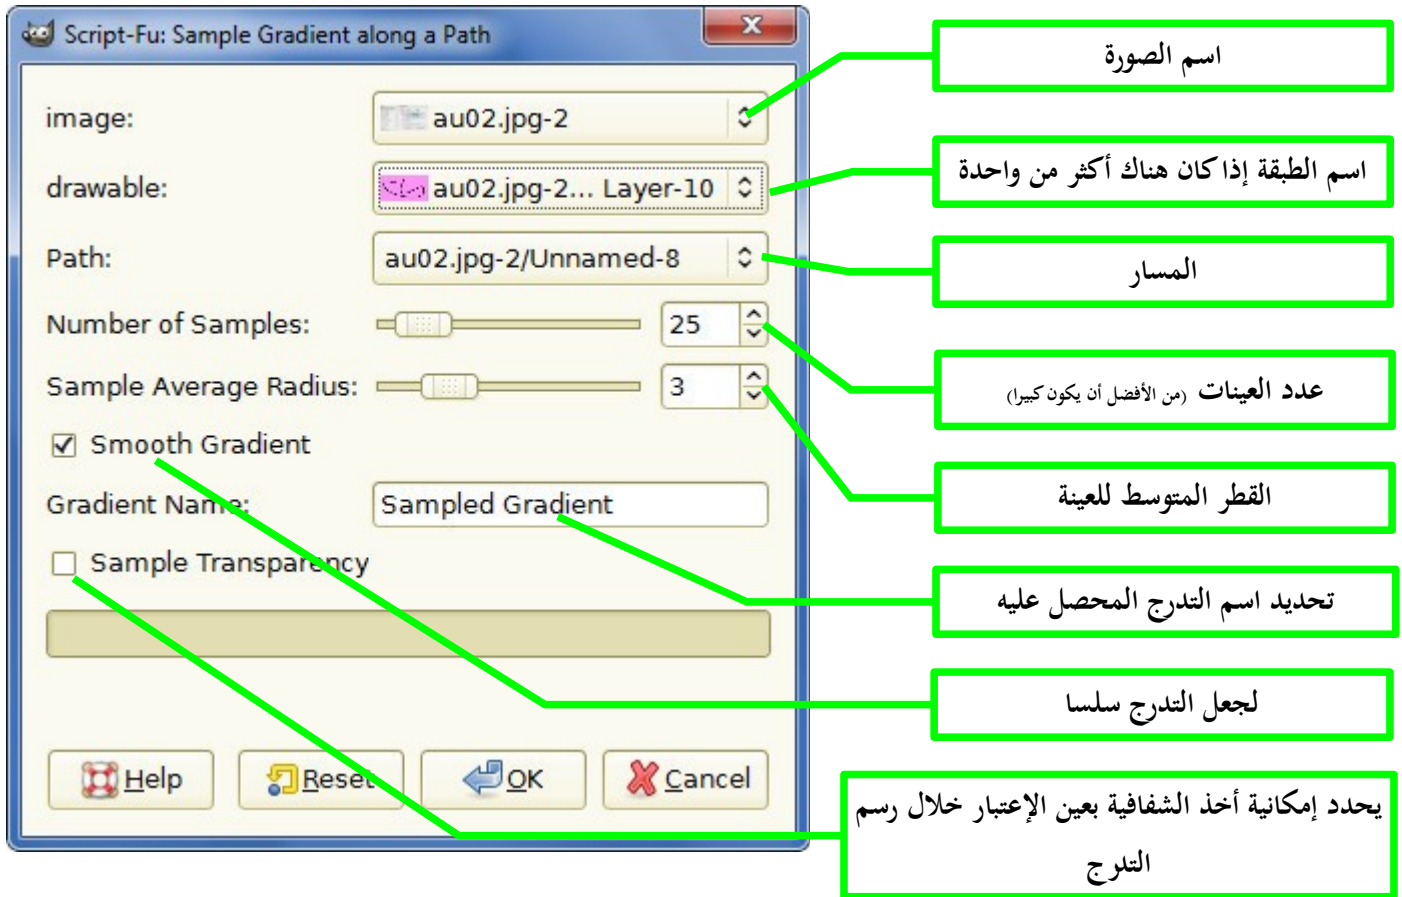 Script-Fu: Sample Gradient along a Path
اسم الصورة
image:
au02.jpg-2
اسم الطبقة إذا كان هناك أكثر من واحدة
drawable:
au02.jpg-2... Layer-10
Path:
au02.jpg-2/Unnamed-8
المسار
Number of Samples:
25
عدد العينات (من الأفضل أن يكون كبيرا)
Sample Average Radius:
3
Smooth Gradient
القطر المتوسط للعينة
Gradient Name:
Sampled Gradient
Sample Transparency
تحديد اسم التدرج المحصل عليه
لجعل التدرج سلسا
Help
Reset
OK
Cancel
يحدد إمكانية أخذ الشفافية بعين الإعتبار خلال رسم
التدرج